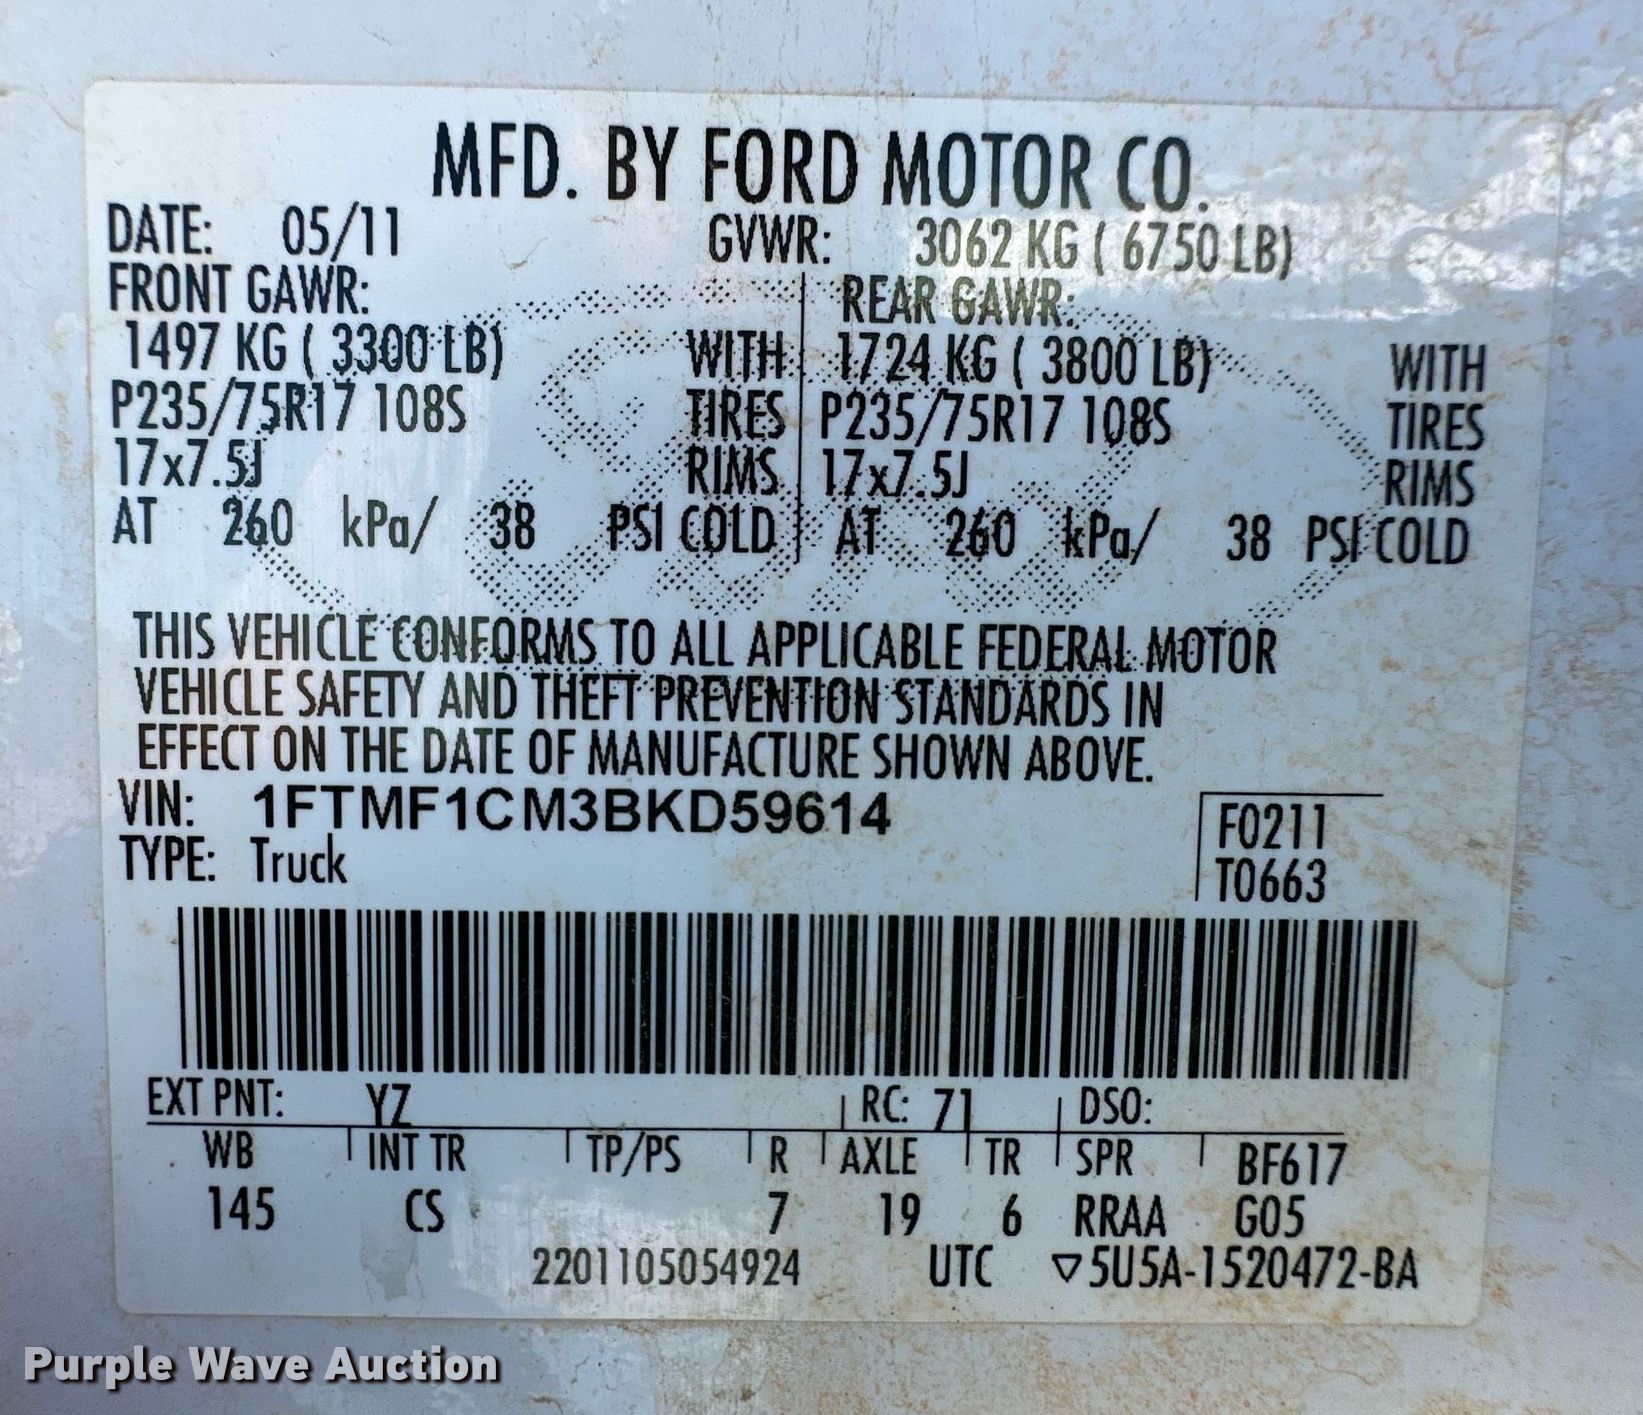 MFD. BY FORD MOTOR CO.
DATE: 05/11 GVWR: 3062 KG ( 6750 LB)
FRONT GAWR: REAR GAWR:
1497 KG ( 3300 LB) WITH 1724 KG ( 3800 LB) WITH
P235/75R17 108S TIRES P235/75R17 108S TIRES
17x7.5J RIMS 17x7.5J RIMS
AT 260 kPa/ 38 PSI COLD AT 260 kPa/ 38 PSI COLD
THIS VEHICLE CONFORMS TO ALL APPLICABLE FEDERAL MOTOR
VEHICLE SAFETY AND THEFT PREVENTION STANDARDS IN
EFFECT ON THE DATE OF MANUFACTURE SHOWN ABOVE.
VIN: 1FTMF1CM3BKD59614
F0211
TYPE: Truck
T0663
EXT PNT: YZ RC: 71 DSO:
WB INT TR TP/PS R AXLE TR SPR BF617
145 CS 7 19 6 RRAA G05
2201105054924 UTC ▽5U5A-1520472-BA
Purple Wave Auction